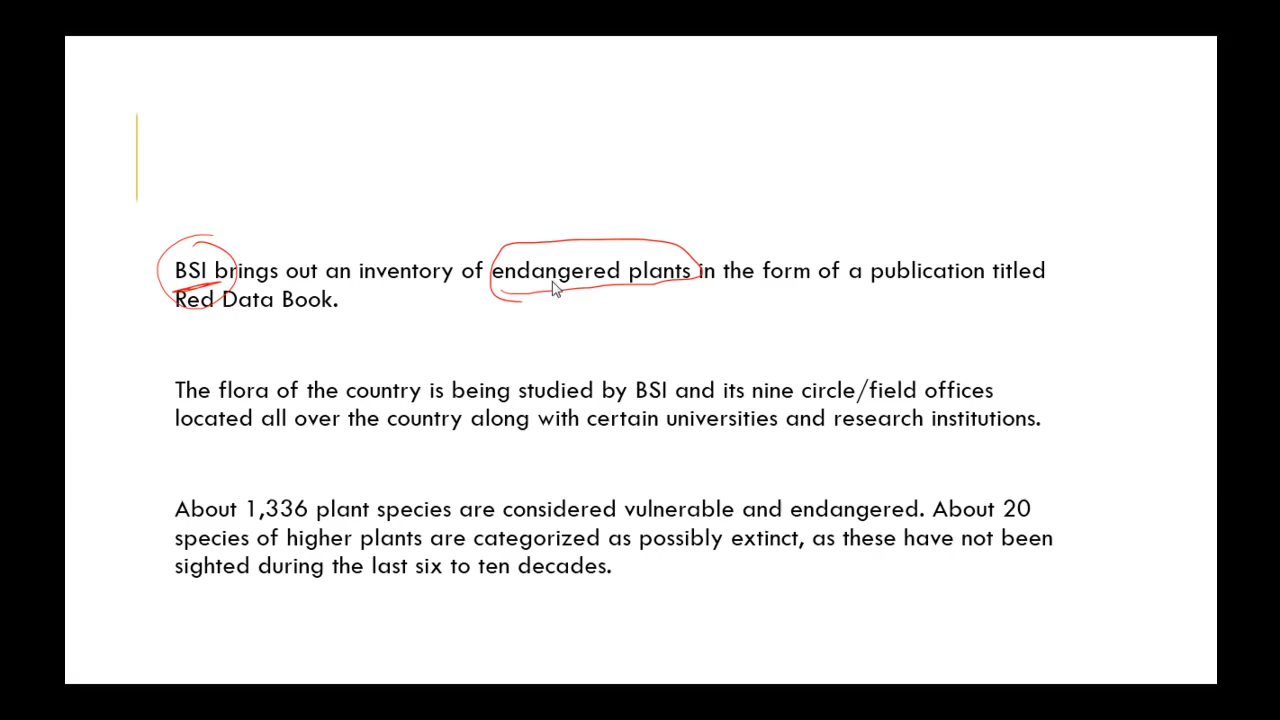 BSI brings out an inventory of endangered plants in the form of a publication titled
Red Data Book.
The flora of the country is being studied by BSI and its nine circle/field offices
located all over the country along with certain universities and research institutions.
About 1,336 plant species are considered vulnerable and endangered. About 20
species of higher plants are categorized as possibly extinct, as these have not been
sighted during the last six to ten decades.